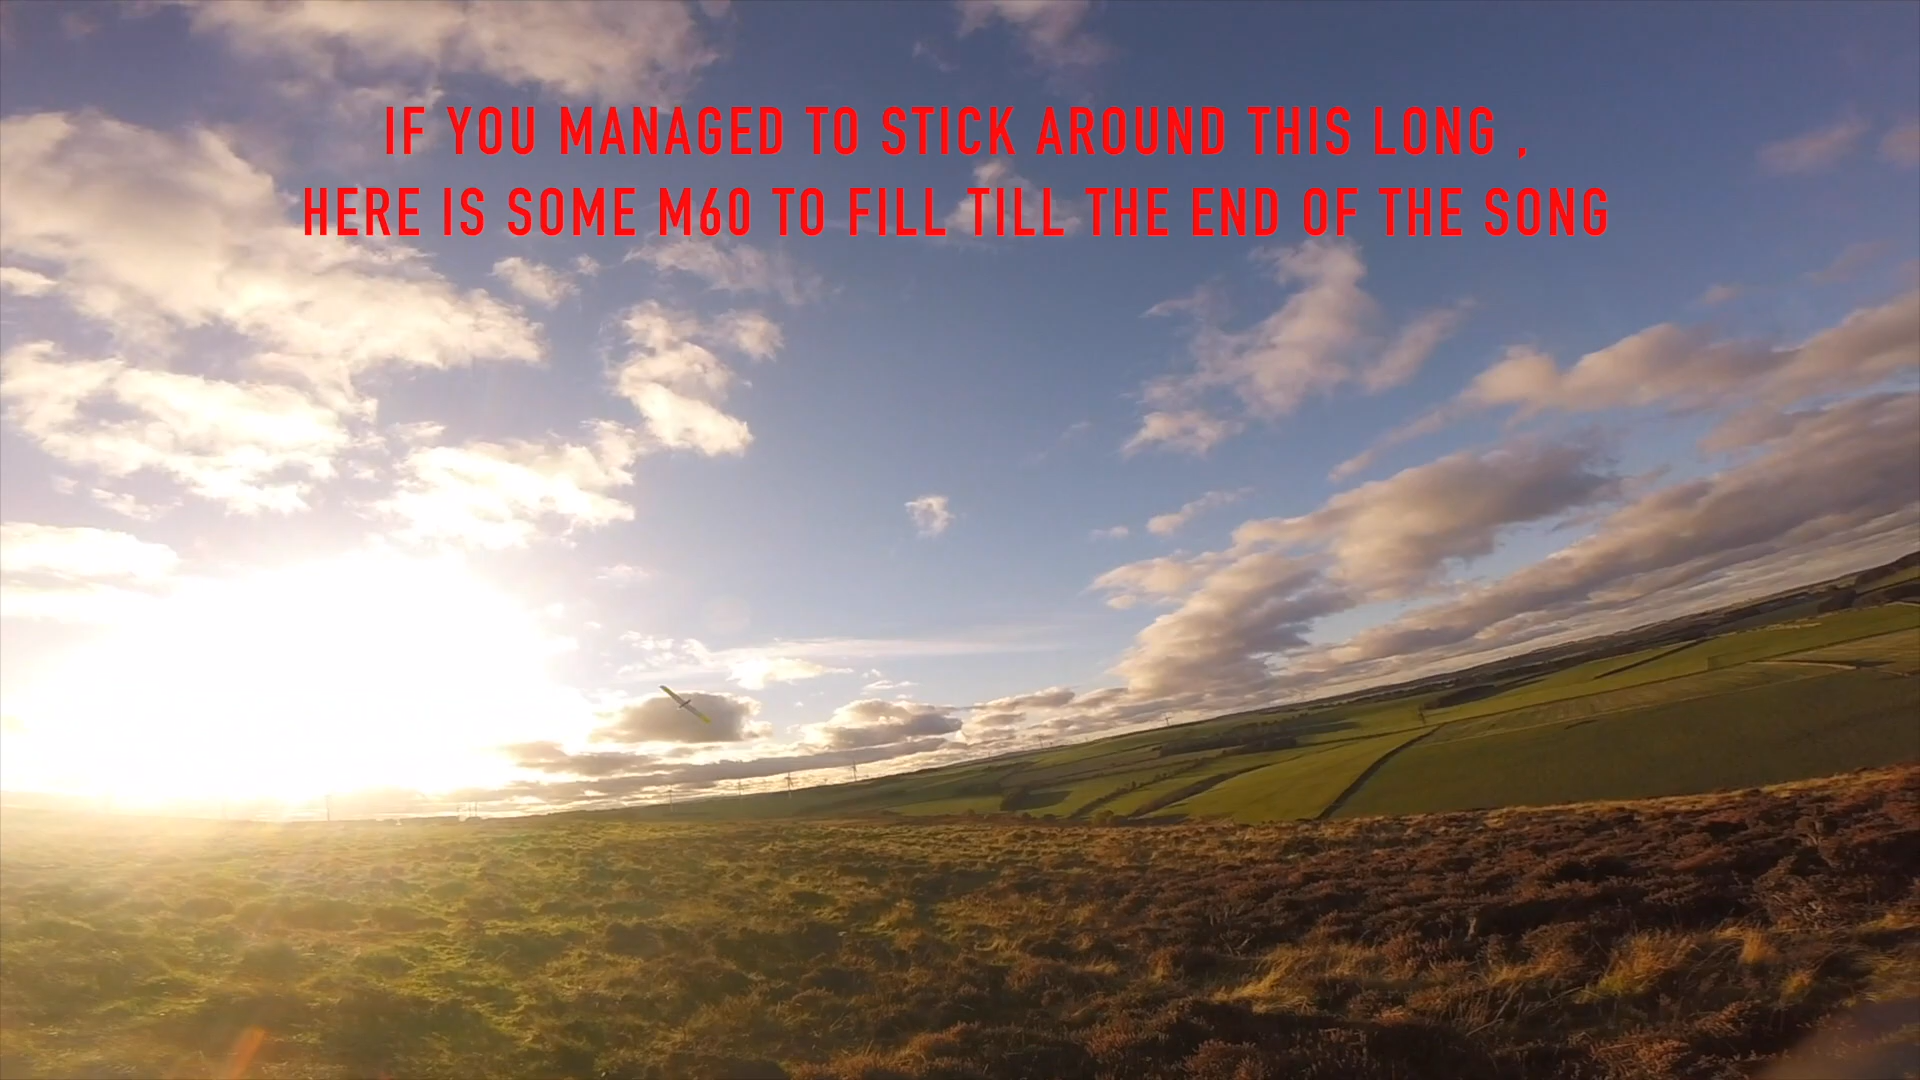 IF YOU MANAGED TO STICK AROUND THIS LONG ,
HERE IS SOME M60 TO FILL TILL THE END OF THE SONG